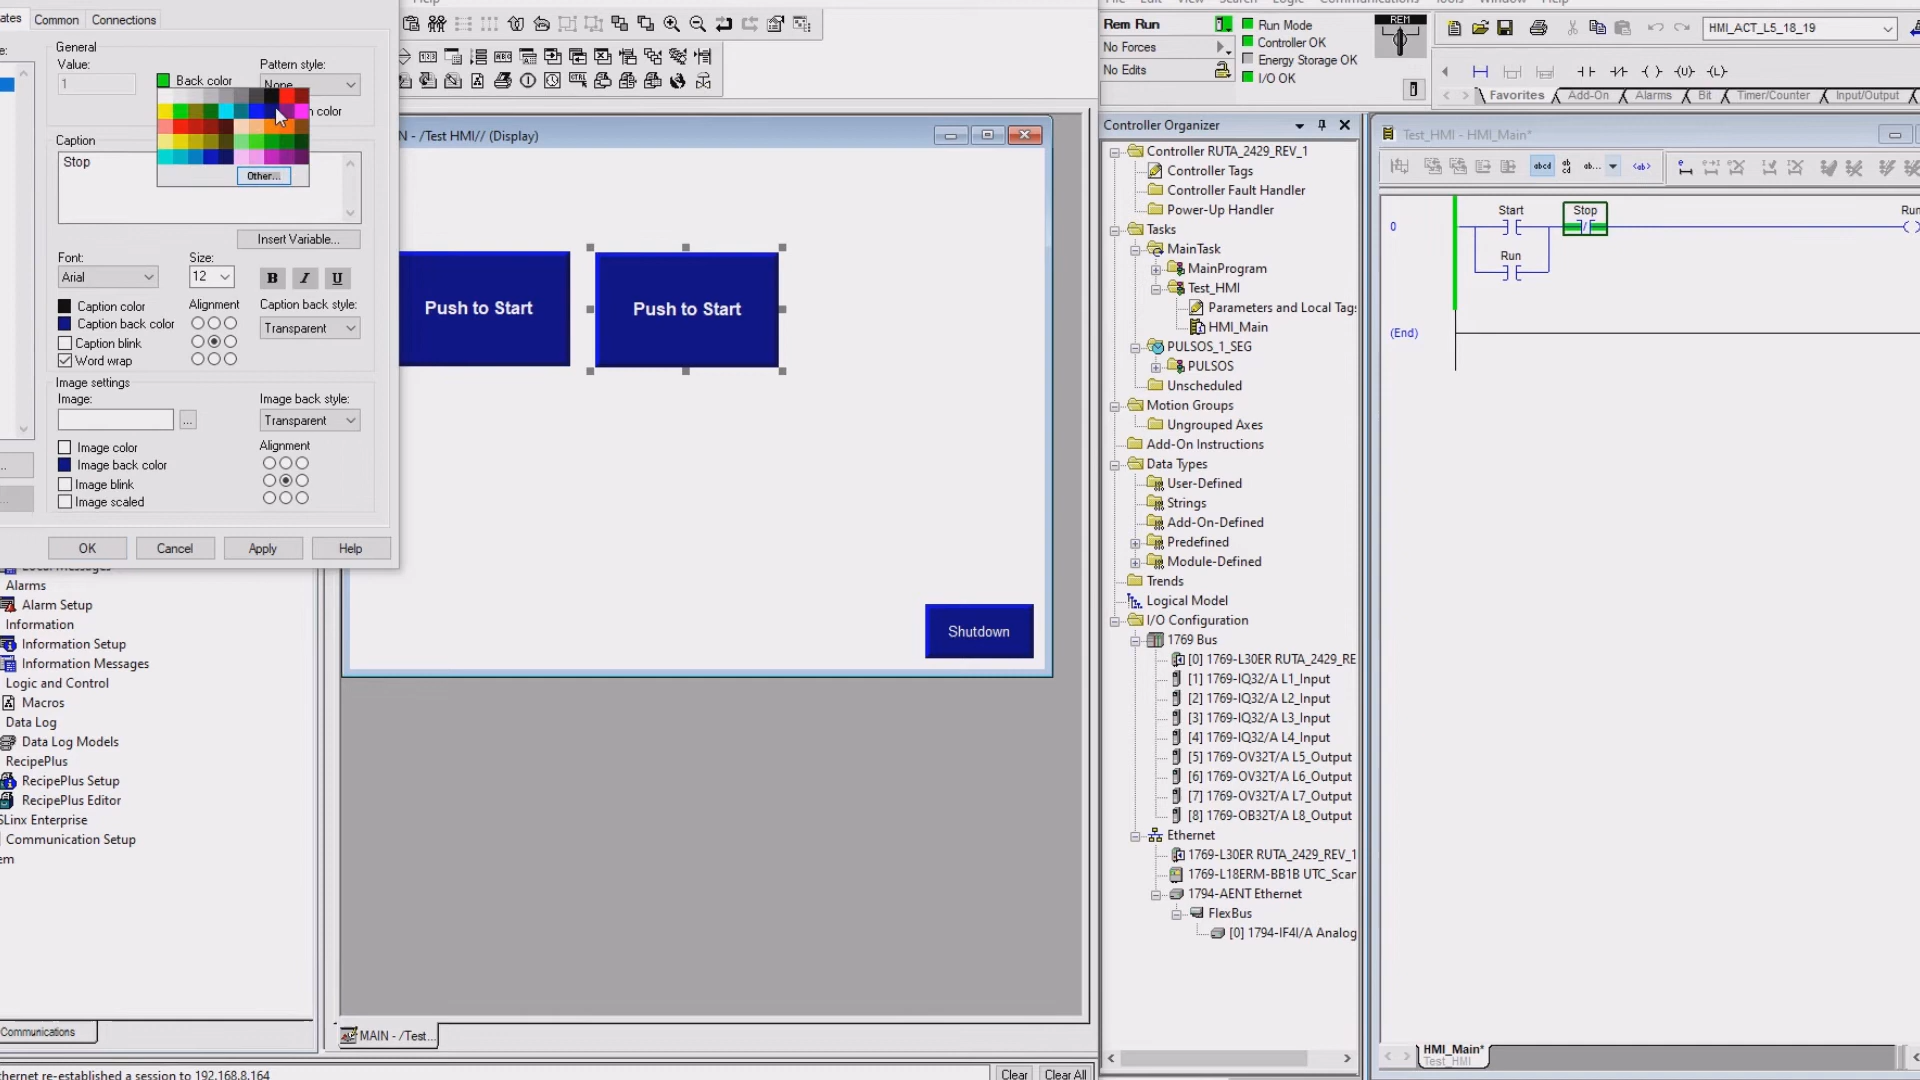 Common
Connections
General
Value:
1
Back color
Pattern style:
None
n color
Other...
Caption
Stop
Insert Variable...
Font:
Arial
Size:
12
B I U
Caption color
Caption back color
Caption blink
Word wrap
Alignment
Caption back style:
Transparent
Image settings
Image:
...
Image back style:
Transparent
Image color
Image back color
Image blink
Image scaled
Alignment
OK
Cancel
Apply
Help
Alarms
Alarm Setup
Information
Information Setup
Information Messages
Logic and Control
Macros
Data Log
Data Log Models
RecipePlus
RecipePlus Setup
RecipePlus Editor
SLinx Enterprise
Communication Setup
em
Communications
N - /Test HMI// (Display)
Push to Start
Push to Start
Shutdown
MAIN - /Test...
thernet re-established a session to 192.168.8.164
Clear
Clear All
Rem Run
No Forces
No Edits
Run Mode
Controller OK
Energy Storage OK
I/O OK
REM
HMI_ACT_L5_18_19
Favorites
Add-On
Alarms
Bit
Timer/Counter
Input/Output
Controller Organizer
Controller RUTA_2429_REV_1
Controller Tags
Controller Fault Handler
Power-Up Handler
Tasks
MainTask
MainProgram
Test_HMI
Parameters and Local Tags
HMI_Main
PULSOS_1_SEG
PULSOS
Unscheduled
Motion Groups
Ungrouped Axes
Add-On Instructions
Data Types
User-Defined
Strings
Add-On-Defined
Predefined
Module-Defined
Trends
Logical Model
I/O Configuration
1769 Bus
[0] 1769-L30ER RUTA_2429_RE
[1] 1769-IQ32/A L1_Input
[2] 1769-IQ32/A L2_Input
[3] 1769-IQ32/A L3_Input
[4] 1769-IQ32/A L4_Input
[5] 1769-OV32T/A L5_Output
[6] 1769-OV32T/A L6_Output
[7] 1769-OV32T/A L7_Output
[8] 1769-OB32T/A L8_Output
Ethernet
1769-L30ER RUTA_2429_REV_1
1769-L18ERM-BB1B UTC_Scar
1794-AENT Ethernet
FlexBus
[0] 1794-IF4I/A Analog
Test_HMI - HMI_Main*
0
Start
Stop
Run
Run
(End)
HMI_Main*
Test_HMI